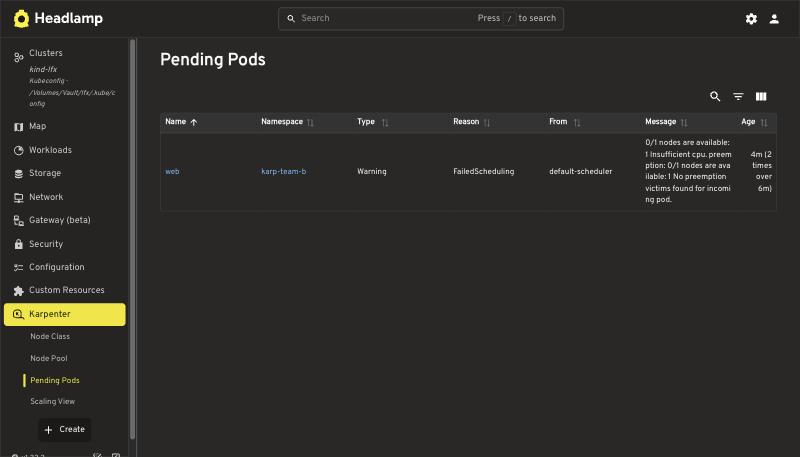 Headlamp
Search
Press / to search
Clusters
kind-lfx
Kubeconfig -
/Volumes/Vault/lfx/.kube/c
onfig
Map
Workloads
Storage
Network
Gateway (beta)
Security
Configuration
Custom Resources
Karpenter
Node Class
Node Pool
Pending Pods
Scaling View
Create
Pending Pods
Name Namespace Type Reason From Message Age
web karp-team-b Warning FailedScheduling default-scheduler
0/1 nodes are available:
1 Insufficient cpu. preem
ption: 0/1 nodes are ava
ilable: 1 No preemption
victims found for incomi
ng pod.
4m (2
times
over
6m)